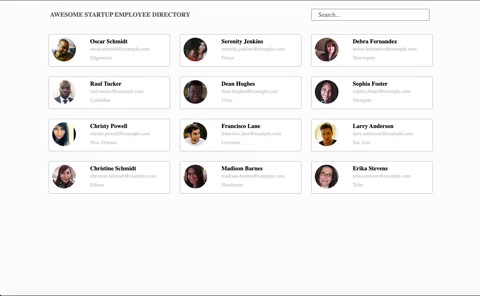 AWESOME STARTUP EMPLOYEE DIRECTORY
Search...
Oscar Schmidt
oscar.schmidt@example.com
Edgewood
Serenity Jenkins
serenity.jenkins@example.com
Frisco
Debra Fernandez
debra.fernandez@example.com
Shreveport
Raul Tucker
raul.tucker@example.com
Columbia
Dean Hughes
dean.hughes@example.com
Utica
Sophia Foster
sophia.foster@example.com
Mesquite
Christy Powell
christy.powell@example.com
New Orleans
Francisco Lane
francisco.lane@example.com
Lewiston
Larry Anderson
larry.anderson@example.com
San Jose
Christine Schmidt
christine.schmidt@example.com
Edison
Madison Barnes
madison.barnes@example.com
Henderson
Erika Stevens
erika.stevens@example.com
Tyler